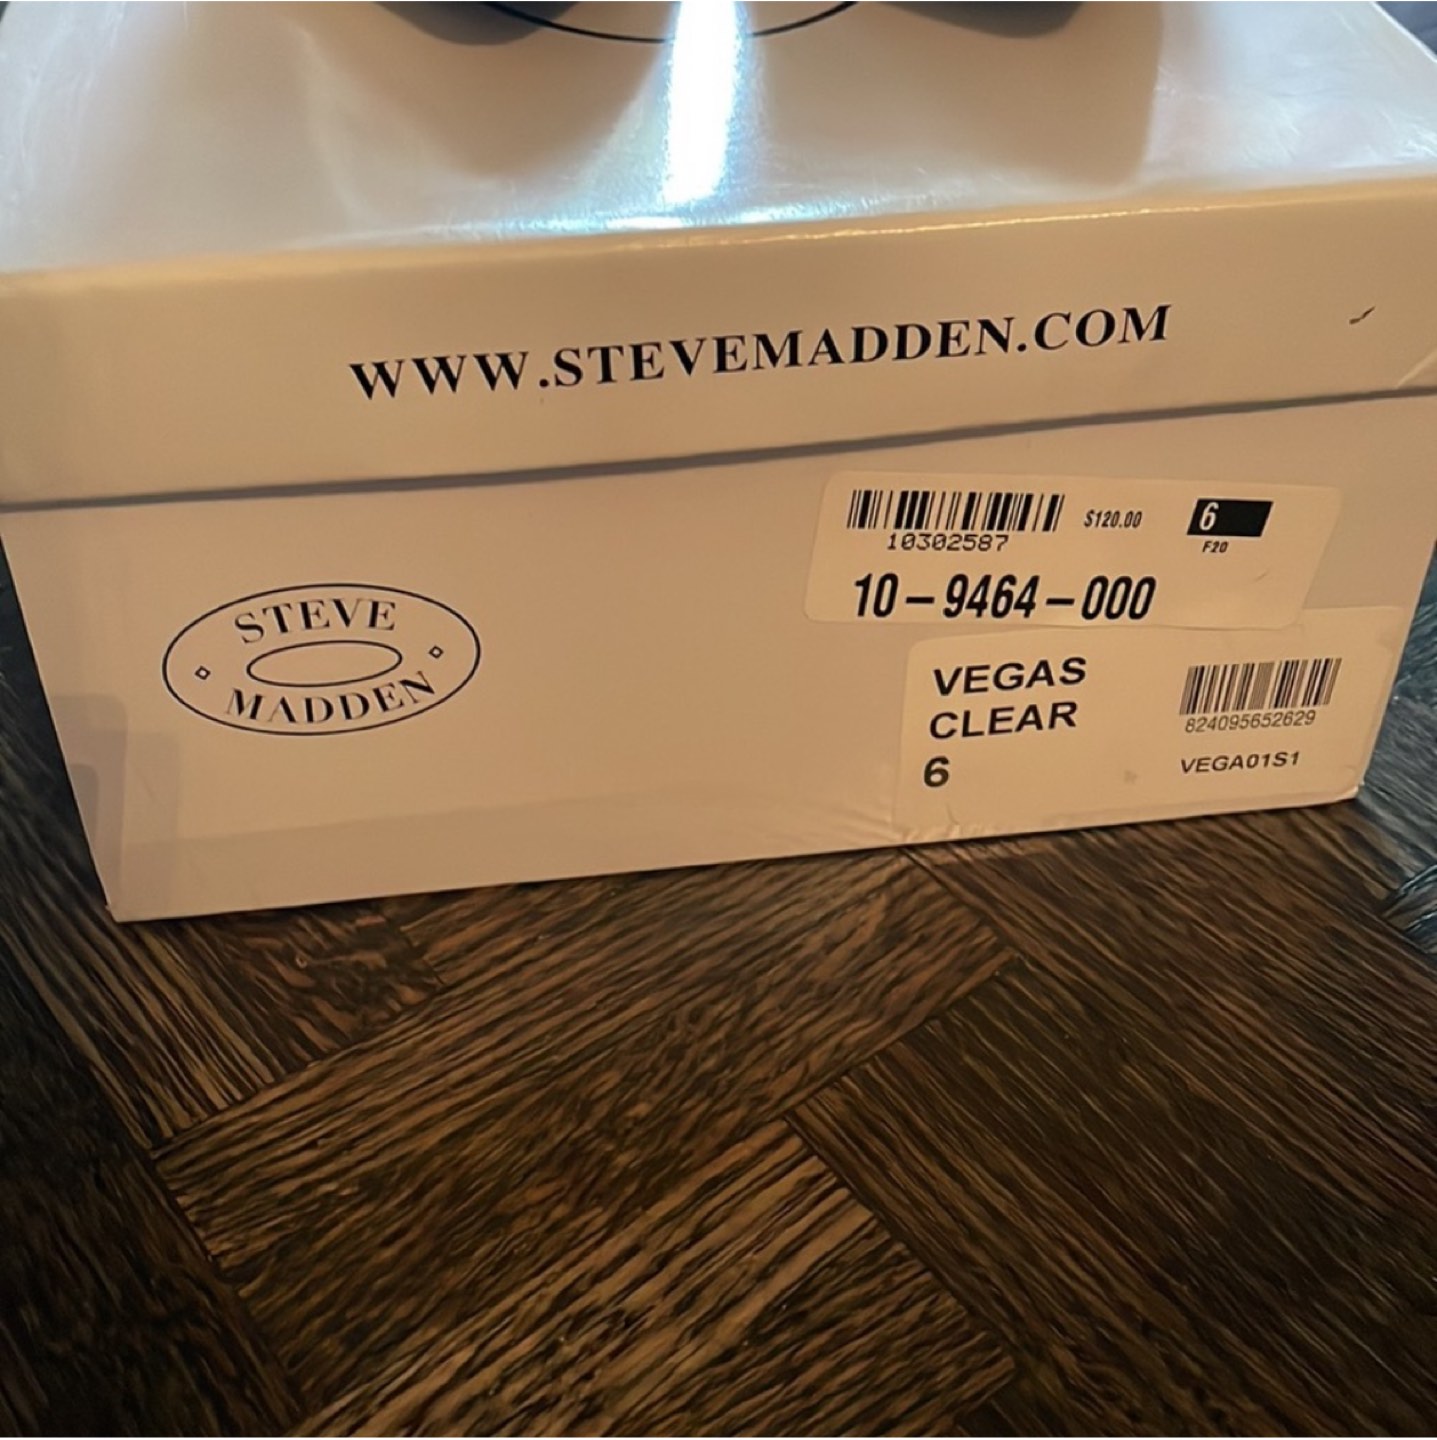 WWW.STEVEMADDEN.COM
STEVE
MADDEN
10302587
$120.00
6
F20
10-9464-000
VEGAS
CLEAR
6
824095652629
VEGA01S1